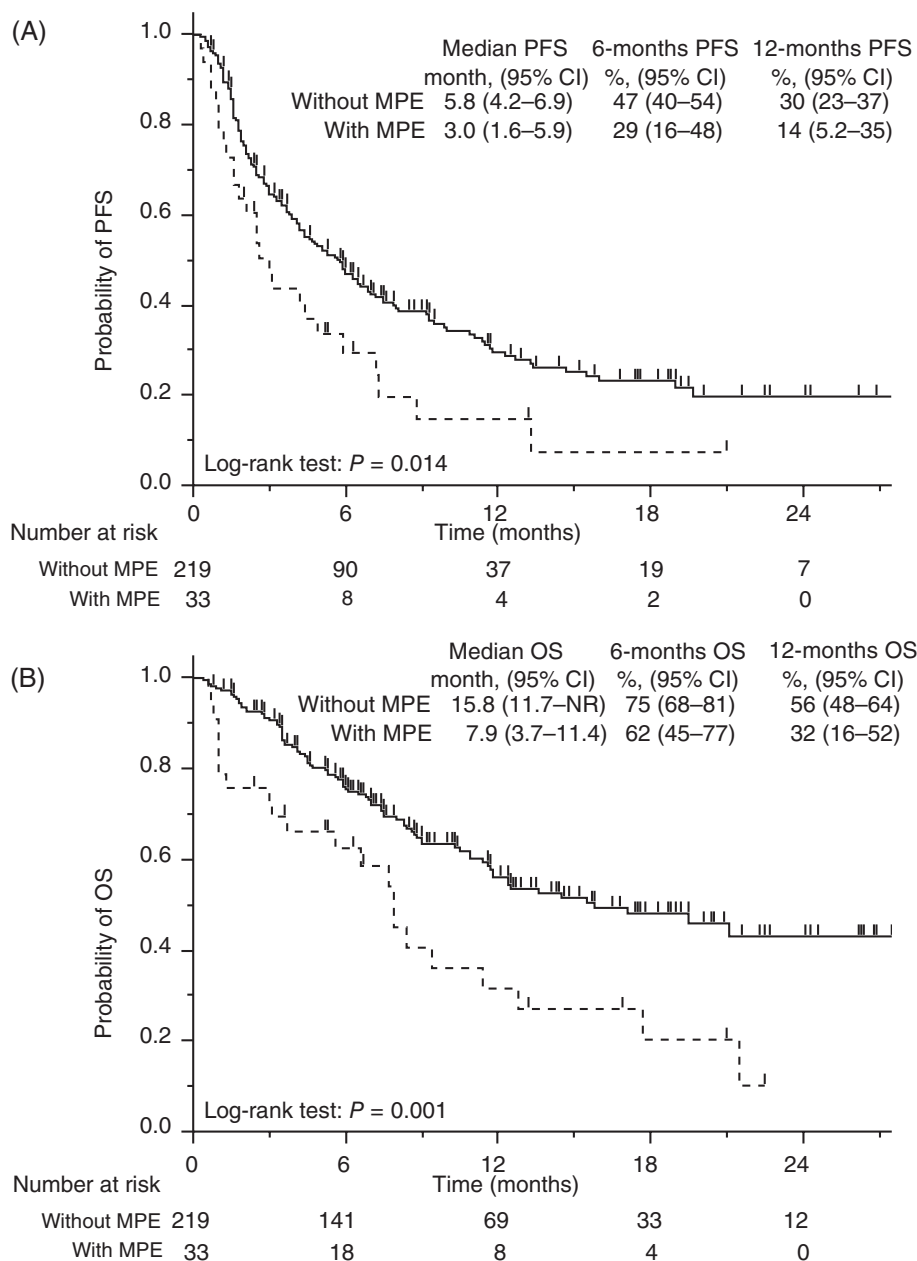 (A)
Median PFS 6-months PFS 12-months PFS
month, (95% CI) %, (95% CI) %, (95% CI)
Without MPE 5.8 (4.2–6.9) 47 (40–54) 30 (23–37)
With MPE 3.0 (1.6–5.9) 29 (16–48) 14 (5.2–35)
1.0
0.8
0.6
0.4
0.2
0.0
Probability of PFS
Log-rank test: P = 0.014
0 6 12 18 24
Number at risk Time (months)
Without MPE 219 90 37 19 7
With MPE 33 8 4 2 0
(B)
Median OS 6-months OS 12-months OS
month, (95% CI) %, (95% CI) %, (95% CI)
Without MPE 15.8 (11.7–NR) 75 (68–81) 56 (48–64)
With MPE 7.9 (3.7–11.4) 62 (45–77) 32 (16–52)
1.0
0.8
0.6
0.4
0.2
0.0
Probability of OS
Log-rank test: P = 0.001
0 6 12 18 24
Number at risk Time (months)
Without MPE 219 141 69 33 12
With MPE 33 18 8 4 0